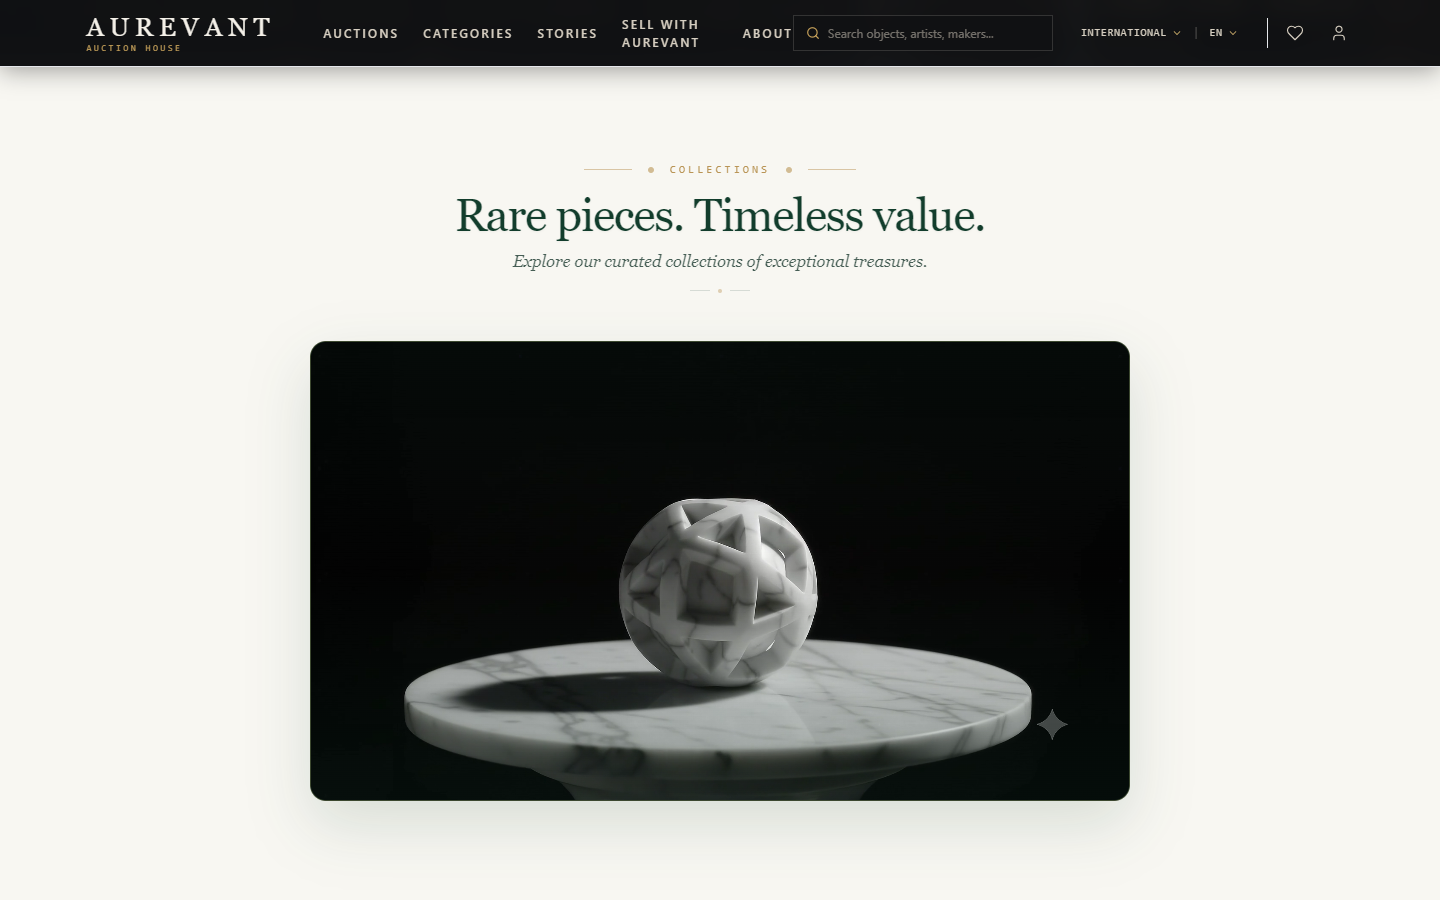 AUREVANT
AUCTION HOUSE
AUCTIONS
CATEGORIES
STORIES
SELL WITH
AUREVANT
ABOUT
Search objects, artists, makers...
INTERNATIONAL
EN
COLLECTIONS
Rare pieces. Timeless value.
Explore our curated collections of exceptional treasures.